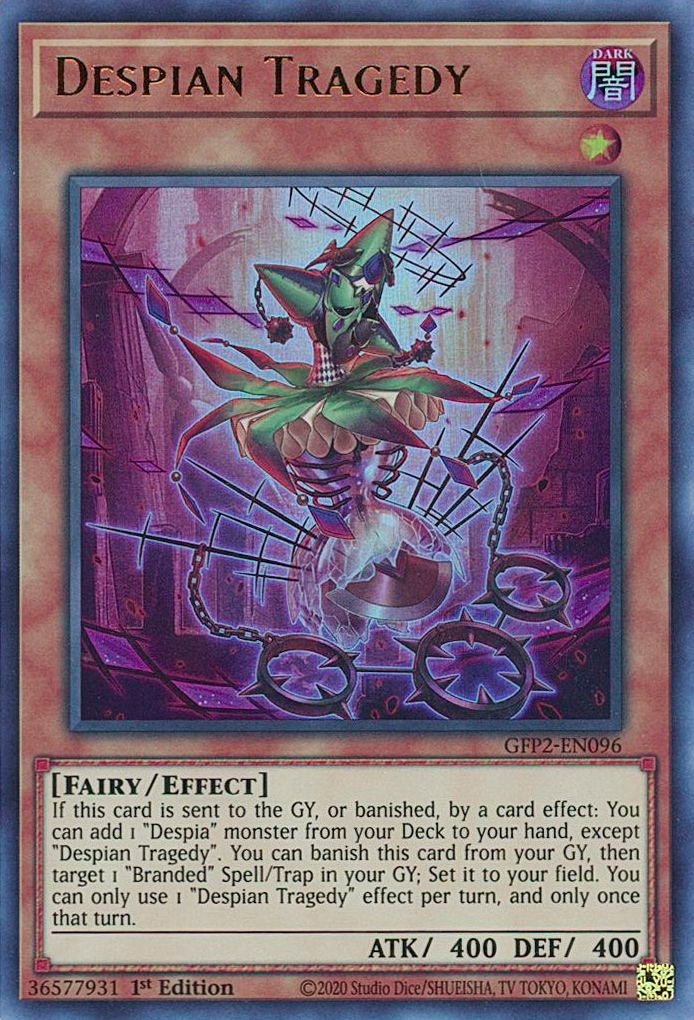 Despian Tragedy
DARK
闇
GFP2-EN096
[Fairy/Effect]
If this card is sent to the GY, or banished, by a card effect: You
can add 1 "Despia" monster from your Deck to your hand, except
"Despian Tragedy". You can banish this card from your GY, then
target 1 "Branded" Spell/Trap in your GY; Set it to your field. You
can only use 1 "Despian Tragedy" effect per turn, and only once
that turn.
ATK/ 400 DEF/ 400
36577931 1st Edition ©2020 Studio Dice/SHUEISHA, TV TOKYO, KONAMI